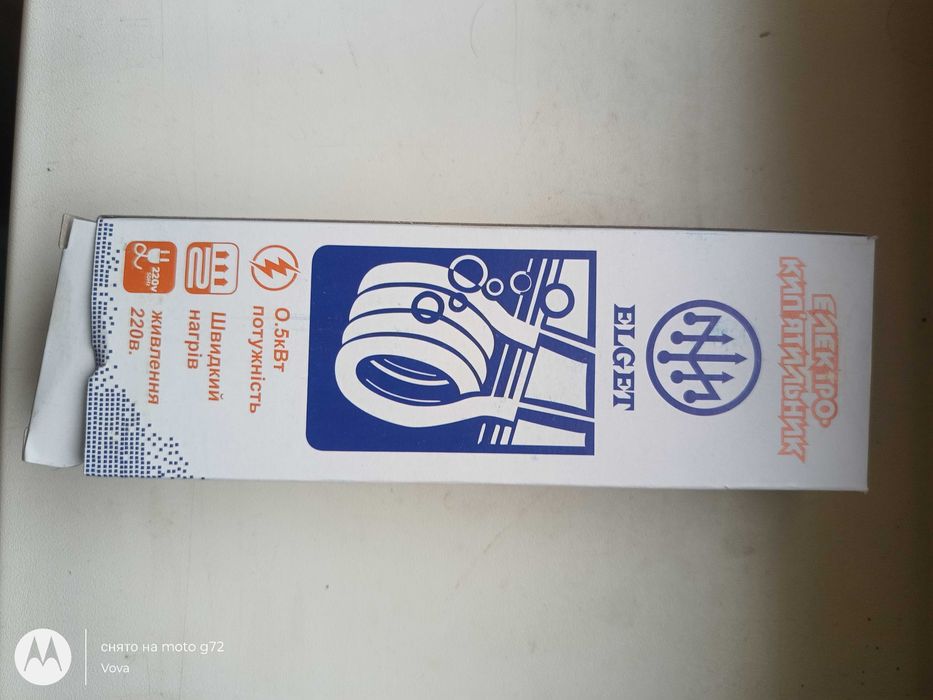 ЕЛЕКТРО-
КИП'ЯТИЛЬНИК
ELGET
0.5кВт
потужність
Швидкий
нагрів
220v
50Hz
живлення
220в.
снято на moto g72
Vova